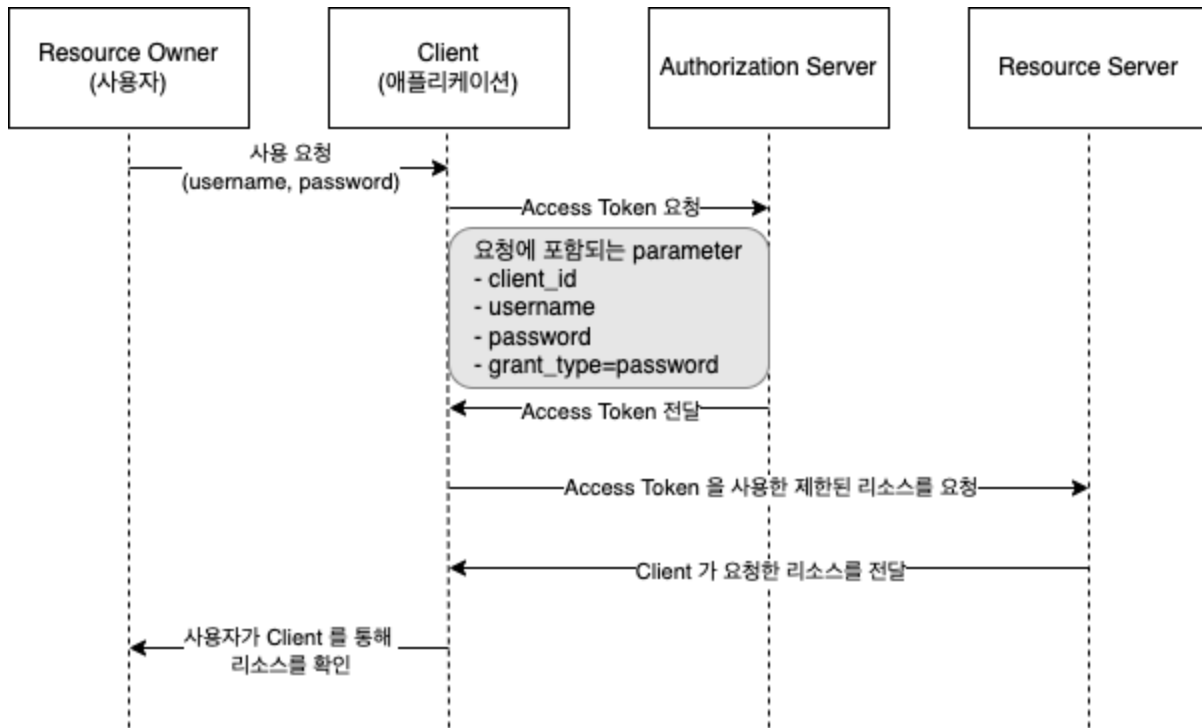 Resource Owner
(사용자)
Client
(애플리케이션)
Authorization Server
Resource Server
사용 요청
(username, password)
Access Token 요청
요청에 포함되는 parameter
- client_id
- username
- password
- grant_type=password
Access Token 전달
Access Token 을 사용한 제한된 리소스를 요청
Client 가 요청한 리소스를 전달
사용자가 Client 를 통해
리소스를 확인